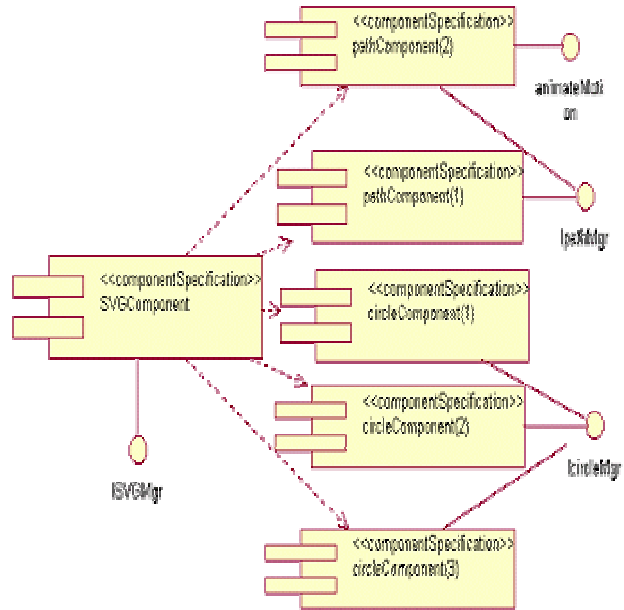 <<componentSpecification>>
pathComponent(2)
animateMoti
on
<<componentSpecification>>
pathComponent(1)
IpathMgr
<<componentSpecification>>
SVGComponent
<<componentSpecification>>
circleComponent(1)
<<componentSpecification>>
circleComponent(2)
IcircleMgr
ISVGMgr
<<componentSpecification>>
circleComponent(3)